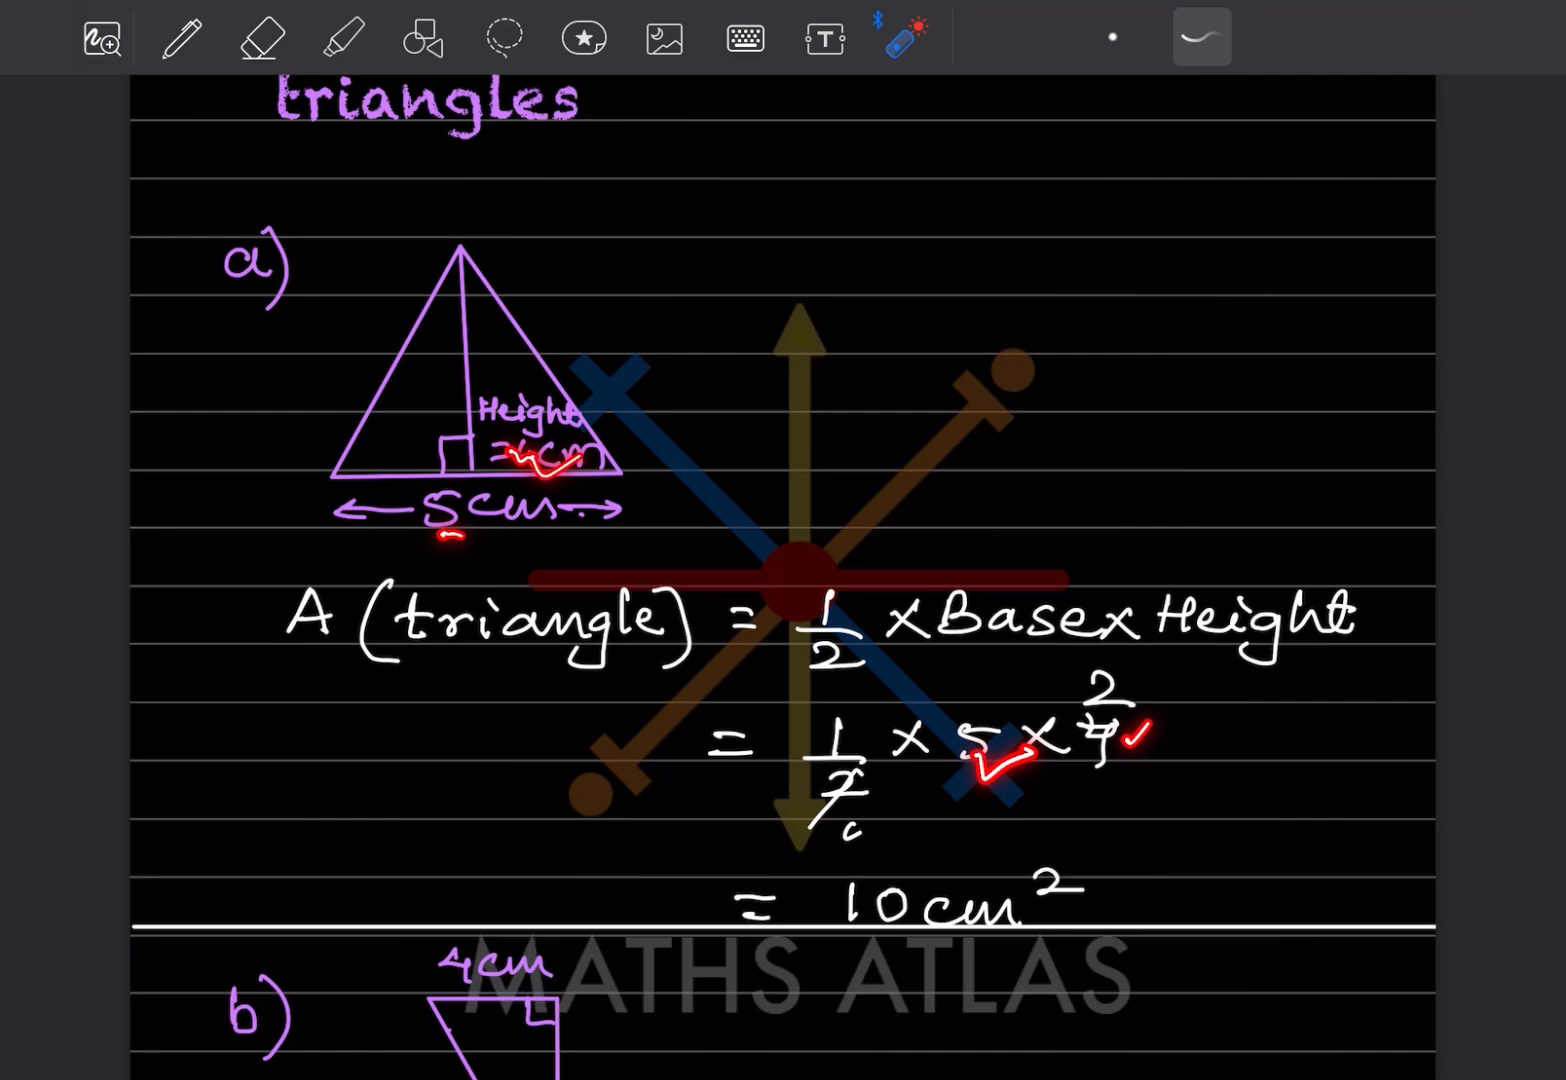 triangles
a)
Height
=4cm
5cm
A (triangle) = 1/2 × Base × Height
= 1/2 × 5 × 4 2
= 10 cm²
MATHS ATLAS
b)
4cm